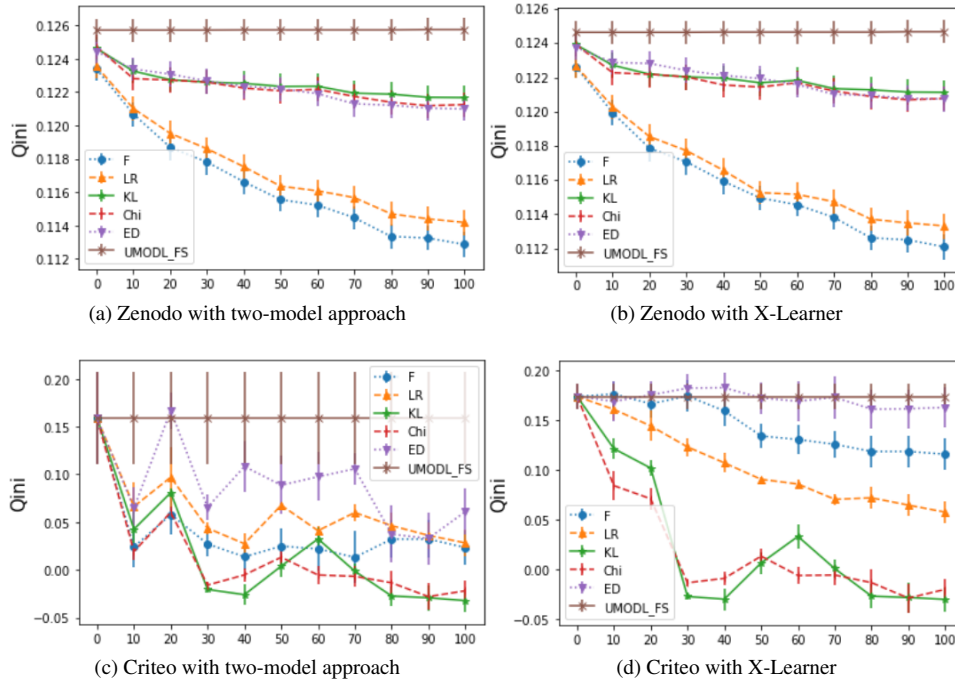 0.126
0.124
0.122
0.120
0.118
0.116
0.114
0.112
Qini
F
LR
KL
Chi
ED
UMODL_FS
0 10 20 30 40 50 60 70 80 90 100
(a) Zenodo with two-model approach
0.126
0.124
0.122
0.120
0.118
0.116
0.114
0.112
Qini
F
LR
KL
Chi
ED
UMODL_FS
0 10 20 30 40 50 60 70 80 90 100
(b) Zenodo with X-Learner
0.20
0.15
0.10
0.05
0.00
−0.05
Qini
F
LR
KL
Chi
ED
UMODL_FS
0 10 20 30 40 50 60 70 80 90 100
(c) Criteo with two-model approach
0.20
0.15
0.10
0.05
0.00
−0.05
Qini
F
LR
KL
Chi
ED
UMODL_FS
0 10 20 30 40 50 60 70 80 90 100
(d) Criteo with X-Learner